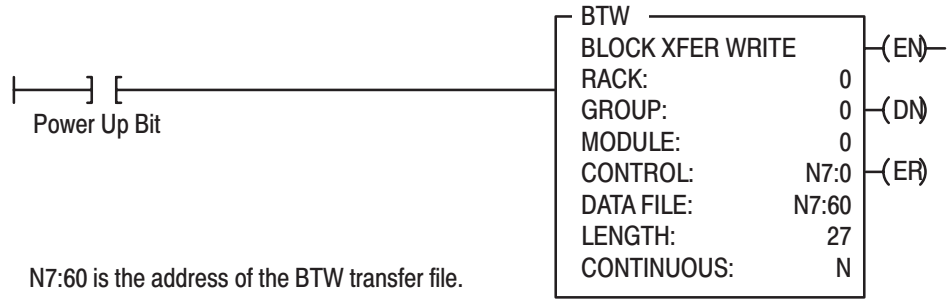 BTW
BLOCK XFER WRITE (EN)
RACK: 0
GROUP: 0 (DN)
MODULE: 0
CONTROL: N7:0 (ER)
DATA FILE: N7:60
LENGTH: 27
CONTINUOUS: N
Power Up Bit
N7:60 is the address of the BTW transfer file.